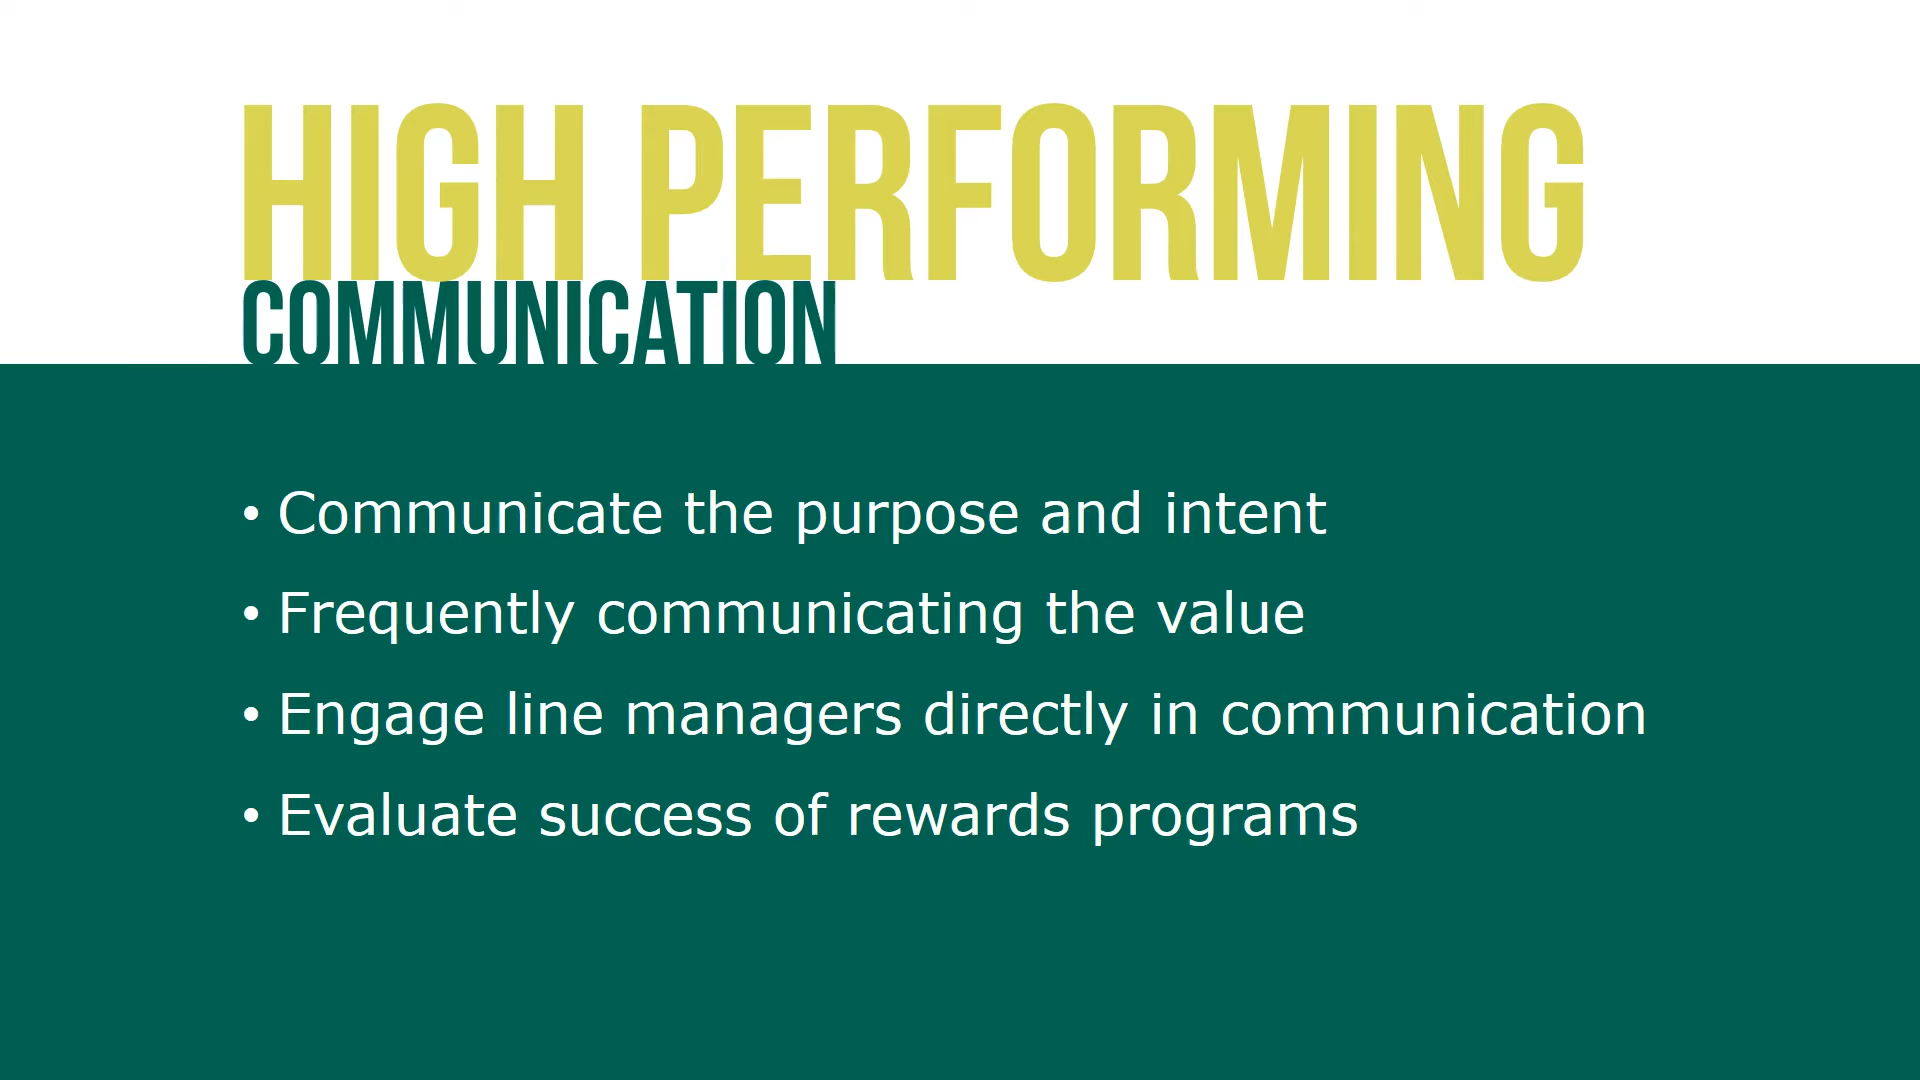 HIGH PERFORMING
COMMUNICATION
• Communicate the purpose and intent
• Frequently communicating the value
• Engage line managers directly in communication
• Evaluate success of rewards programs